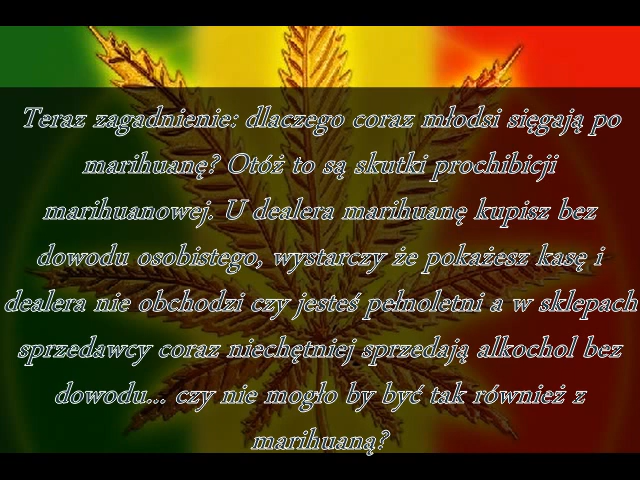 Teraz zagadnienie: dlaczego coraz młodsi sięgają po
marihuanę? Otóż to są skutki prochibicji
marihuanowej. U dealera marihuanę kupisz bez
dowodu osobistego, wystarczy że pokażesz kasę i
dealera nie obchodzi czy jesteś pełnoletni a w sklepach
sprzedawcy coraz niechętniej sprzedają alkochol bez
dowodu... czy nie mogło by być tak również z
marihuaną?